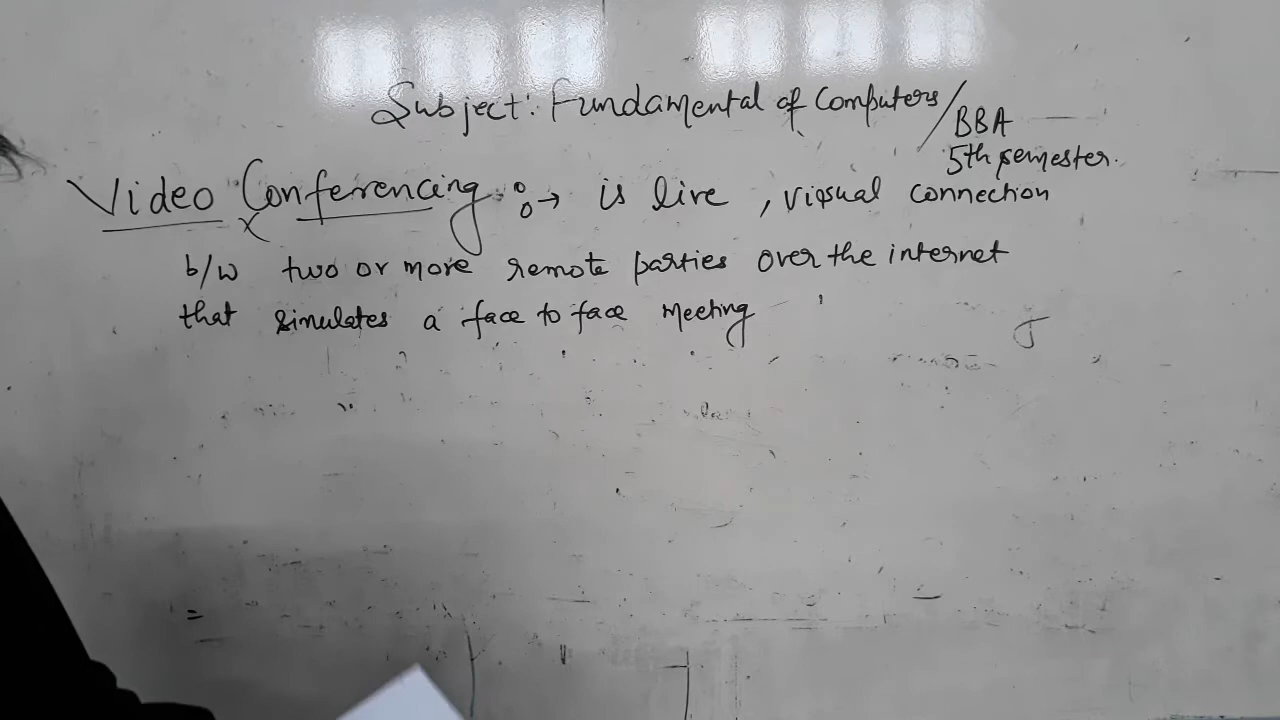 Subject: Fundamental of Computers/BBA
5th semester.
Video Conferencing :→ is live, visual connection
b/w two or more remote parties over the internet
that simulates a face to face meeting